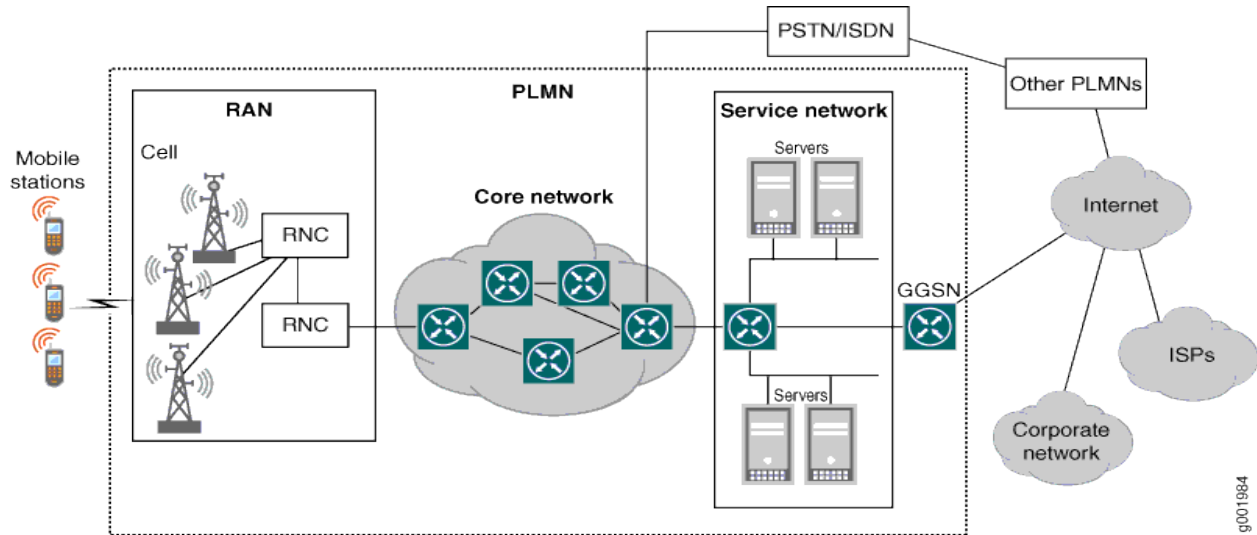 PSTN/ISDN
Other PLMNs
PLMN
RAN
Service network
Cell
Servers
Mobile
stations
Core network
Internet
RNC
GGSN
RNC
ISPs
Servers
Corporate
network
g001984